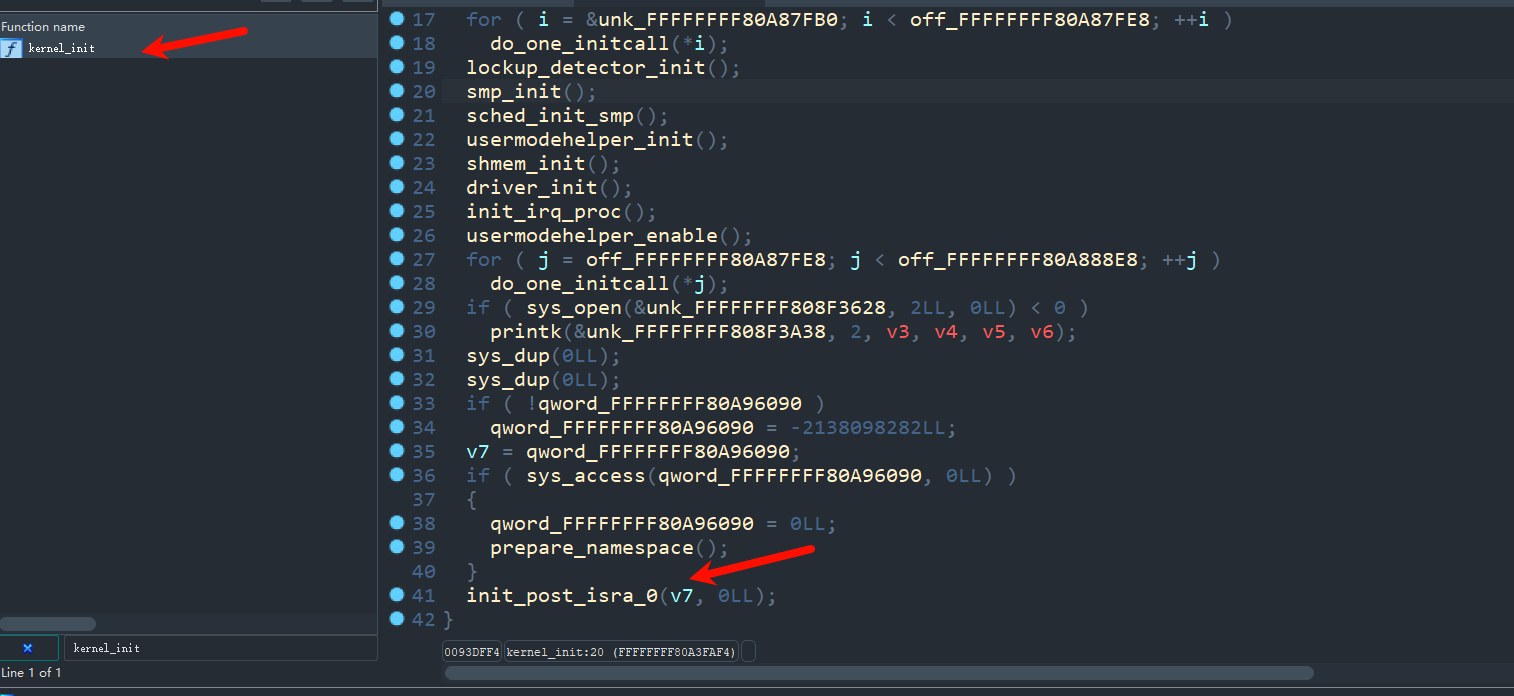 Function name
f kernel_init
17 for ( i = &unk_FFFFFFFF80A87FB0; i < off_FFFFFFFF80A87FE8; ++i )
18 do_one_initcall(*i);
19 lockup_detector_init();
20 smp_init();
21 sched_init_smp();
22 usermodehelper_init();
23 shmem_init();
24 driver_init();
25 init_irq_proc();
26 usermodehelper_enable();
27 for ( j = off_FFFFFFFF80A87FE8; j < off_FFFFFFFF80A888E8; ++j )
28 do_one_initcall(*j);
29 if ( sys_open(&unk_FFFFFFFF808F3628, 2LL, 0LL) < 0 )
30 printk(&unk_FFFFFFFF808F3A38, 2, v3, v4, v5, v6);
31 sys_dup(0LL);
32 sys_dup(0LL);
33 if ( !qword_FFFFFFFF80A96090 )
34 qword_FFFFFFFF80A96090 = -2138098282LL;
35 v7 = qword_FFFFFFFF80A96090;
36 if ( sys_access(qword_FFFFFFFF80A96090, 0LL) )
37 {
38 qword_FFFFFFFF80A96090 = 0LL;
39 prepare_namespace();
40 }
41 init_post_isra_0(v7, 0LL);
42 }
kernel_init
Line 1 of 1
0093DFF4 kernel_init:20 (FFFFFFFF80A3FAF4)